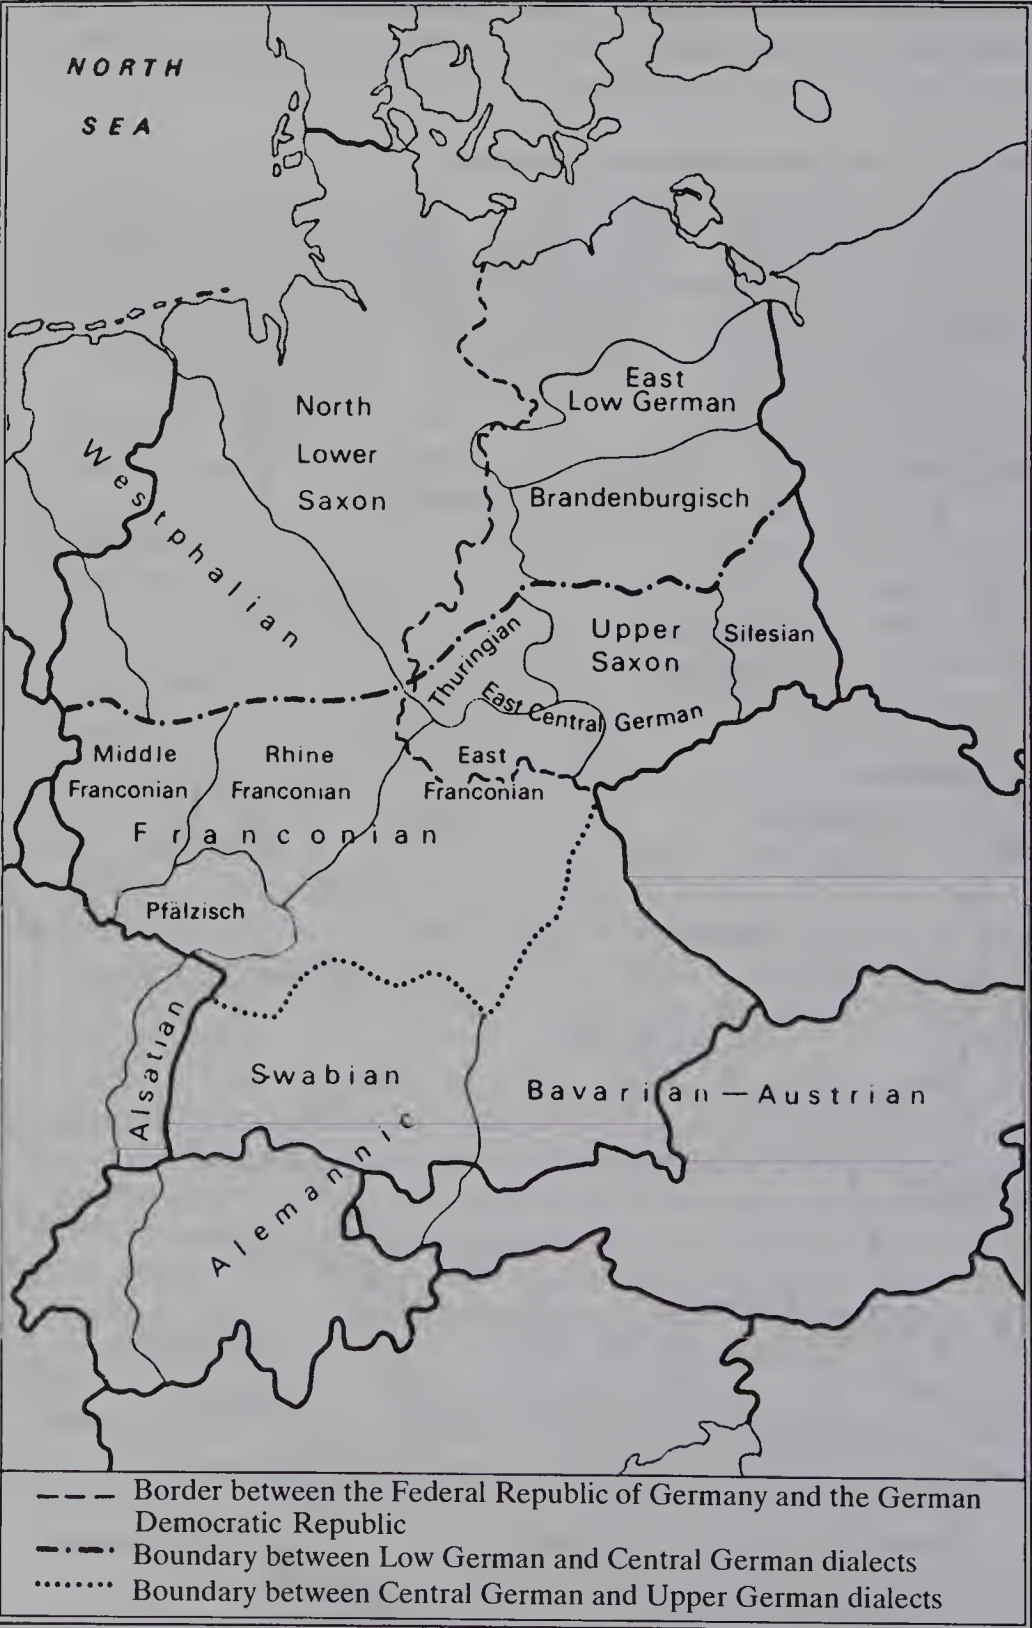 NORTH
SEA
North
Lower
Saxon
East
Low German
Brandenburgisch
Westphalian
Thuringian
Upper
Saxon
Silesian
East Central German
Middle
Franconian
Rhine
Franconian
East
Franconian
Franconian
Pfälzisch
Alsatian
Swabian
Bavarian—Austrian
Alemannic
Border between the Federal Republic of Germany and the German
Democratic Republic
Boundary between Low German and Central German dialects
Boundary between Central German and Upper German dialects